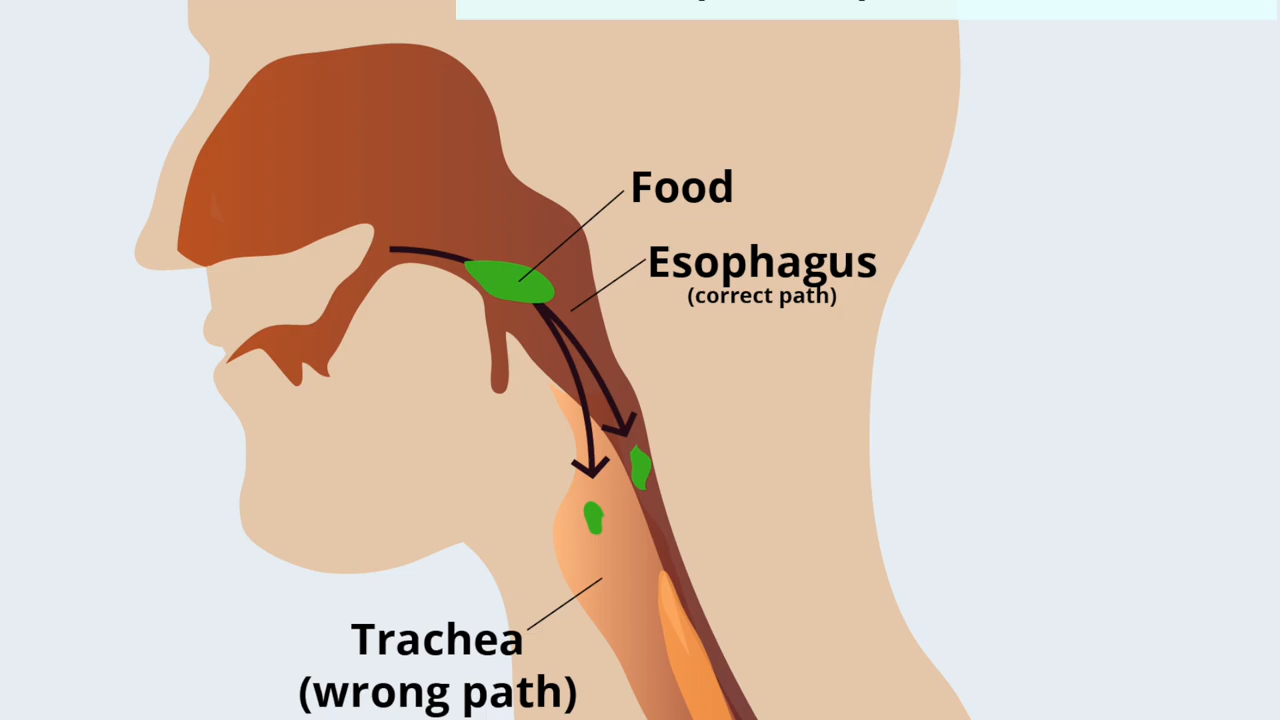 Food
Esophagus
(correct path)
Trachea
(wrong path)